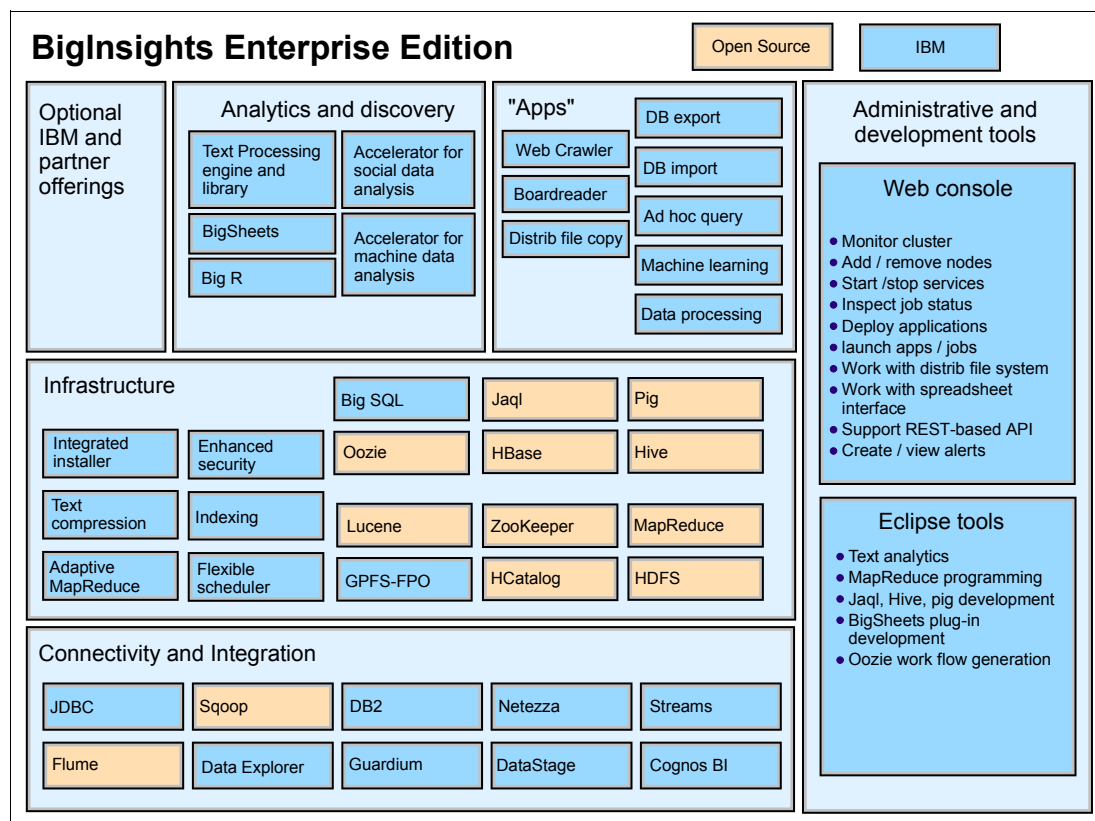 BigInsights Enterprise Edition
Open Source
IBM
Optional
IBM and
partner
offerings
Analytics and discovery
Text Processing
engine and
library
BigSheets
Big R
Accelerator for
social data
analysis
Accelerator for
machine data
analysis
"Apps"
Web Crawler
Boardreader
Distrib file copy
DB export
DB import
Ad hoc query
Machine learning
Data processing
Administrative and
development tools
Web console
Monitor cluster
Add / remove nodes
Start /stop services
Inspect job status
Deploy applications
launch apps / jobs
Work with distrib file system
Work with spreadsheet
interface
Support REST-based API
Create / view alerts
Eclipse tools
Text analytics
MapReduce programming
Jaql, Hive, pig development
BigSheets plug-in
development
Oozie work flow generation
Infrastructure
Big SQL
Jaql
Pig
Integrated
installer
Enhanced
security
Oozie
HBase
Hive
Text
compression
Indexing
Lucene
ZooKeeper
MapReduce
Adaptive
MapReduce
Flexible
scheduler
GPFS-FPO
HCatalog
HDFS
Connectivity and Integration
JDBC
Sqoop
DB2
Netezza
Streams
Flume
Data Explorer
Guardium
DataStage
Cognos BI